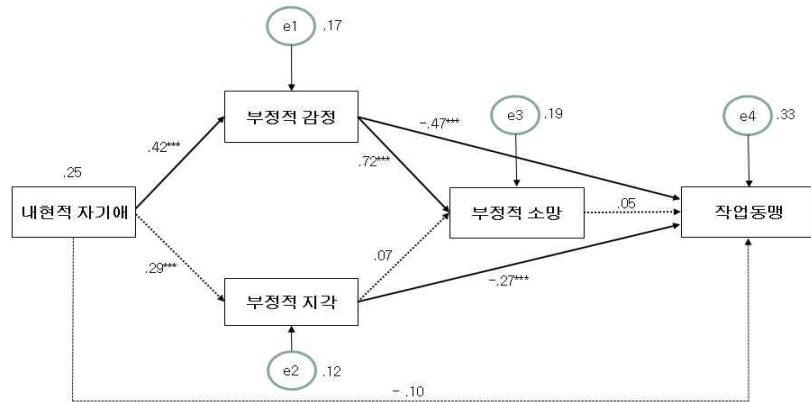 e1 .17
부정적 감정
e3 .19
e4 .33
-.47***
.42***
.72***
.25
내현적 자기애
부정적 소망
.05
작업동맹
.29***
.07
-.27***
부정적 지각
e2 .12
- .10